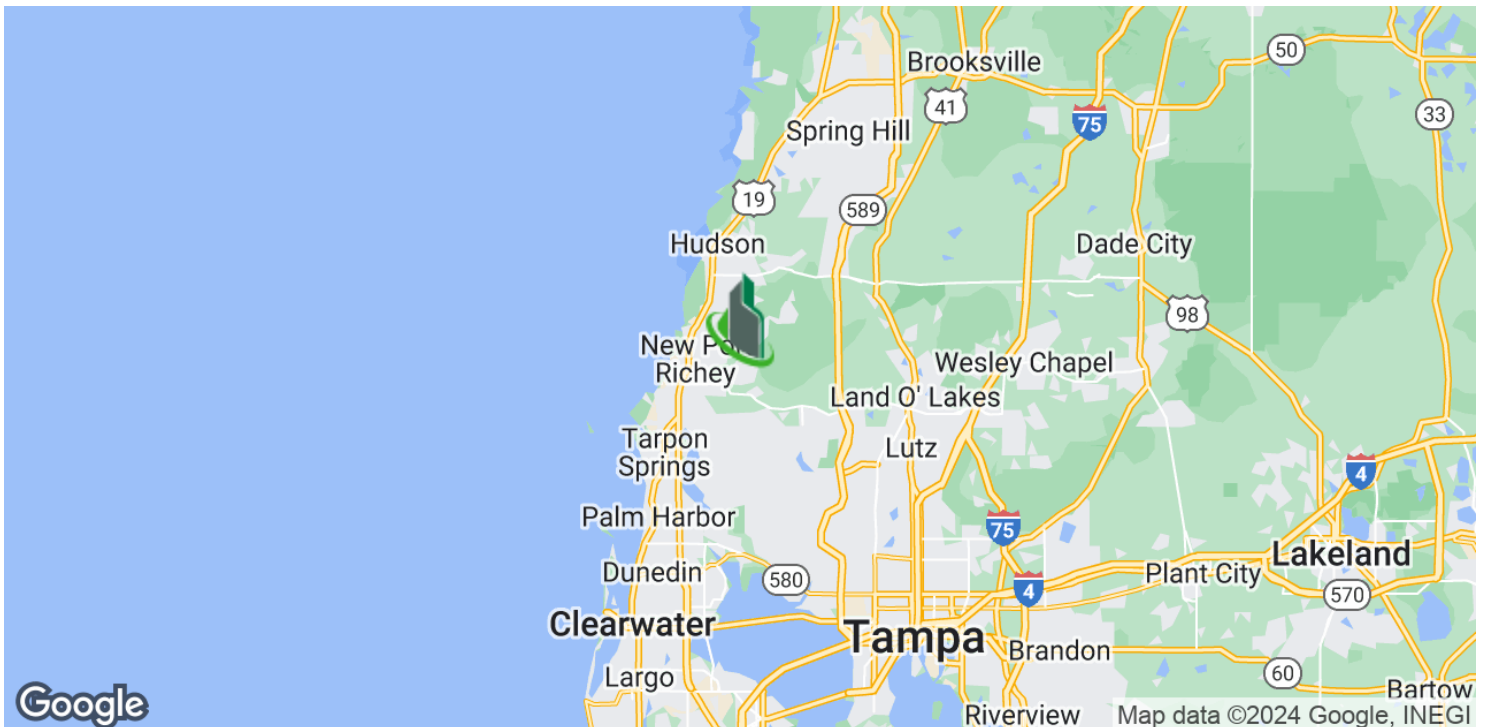 Brooksville
50
41
33
75
Spring Hill
19
589
Hudson
Dade City
98
New Po
Richey
Wesley Chapel
Land O' Lakes
Tarpon
Springs
Lutz
4
Palm Harbor
75
Lakeland
Dunedin
580
Plant City
4
570
Clearwater
Tampa
Brandon
Largo
60
Bartow
Google
Riverview
Map data ©2024 Google, INEGI